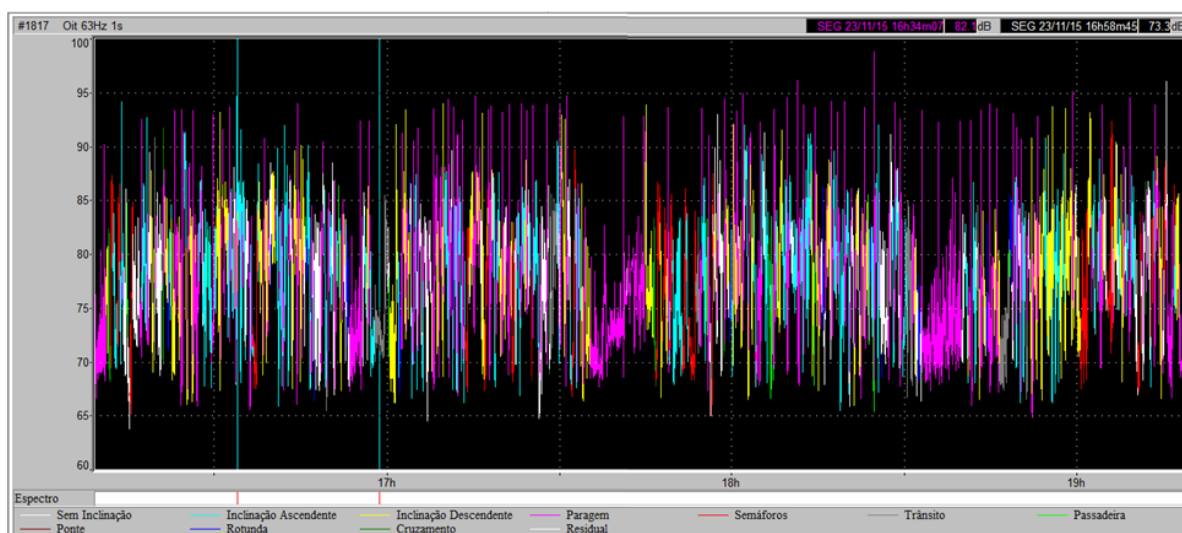 #1817 Oit 63Hz 1s SEG 23/11/15 16h34m07 82.1 dB SEG 23/11/15 16h58m45 73.3 dB
100
95
90
85
80
75
70
65
60
17h 18h 19h
Espectro
Sem Inclinação Inclinação Ascendente Inclinação Descendente Paragem Semáforos Trânsito Passadeira
Ponte Rotunda Cruzamento Residual